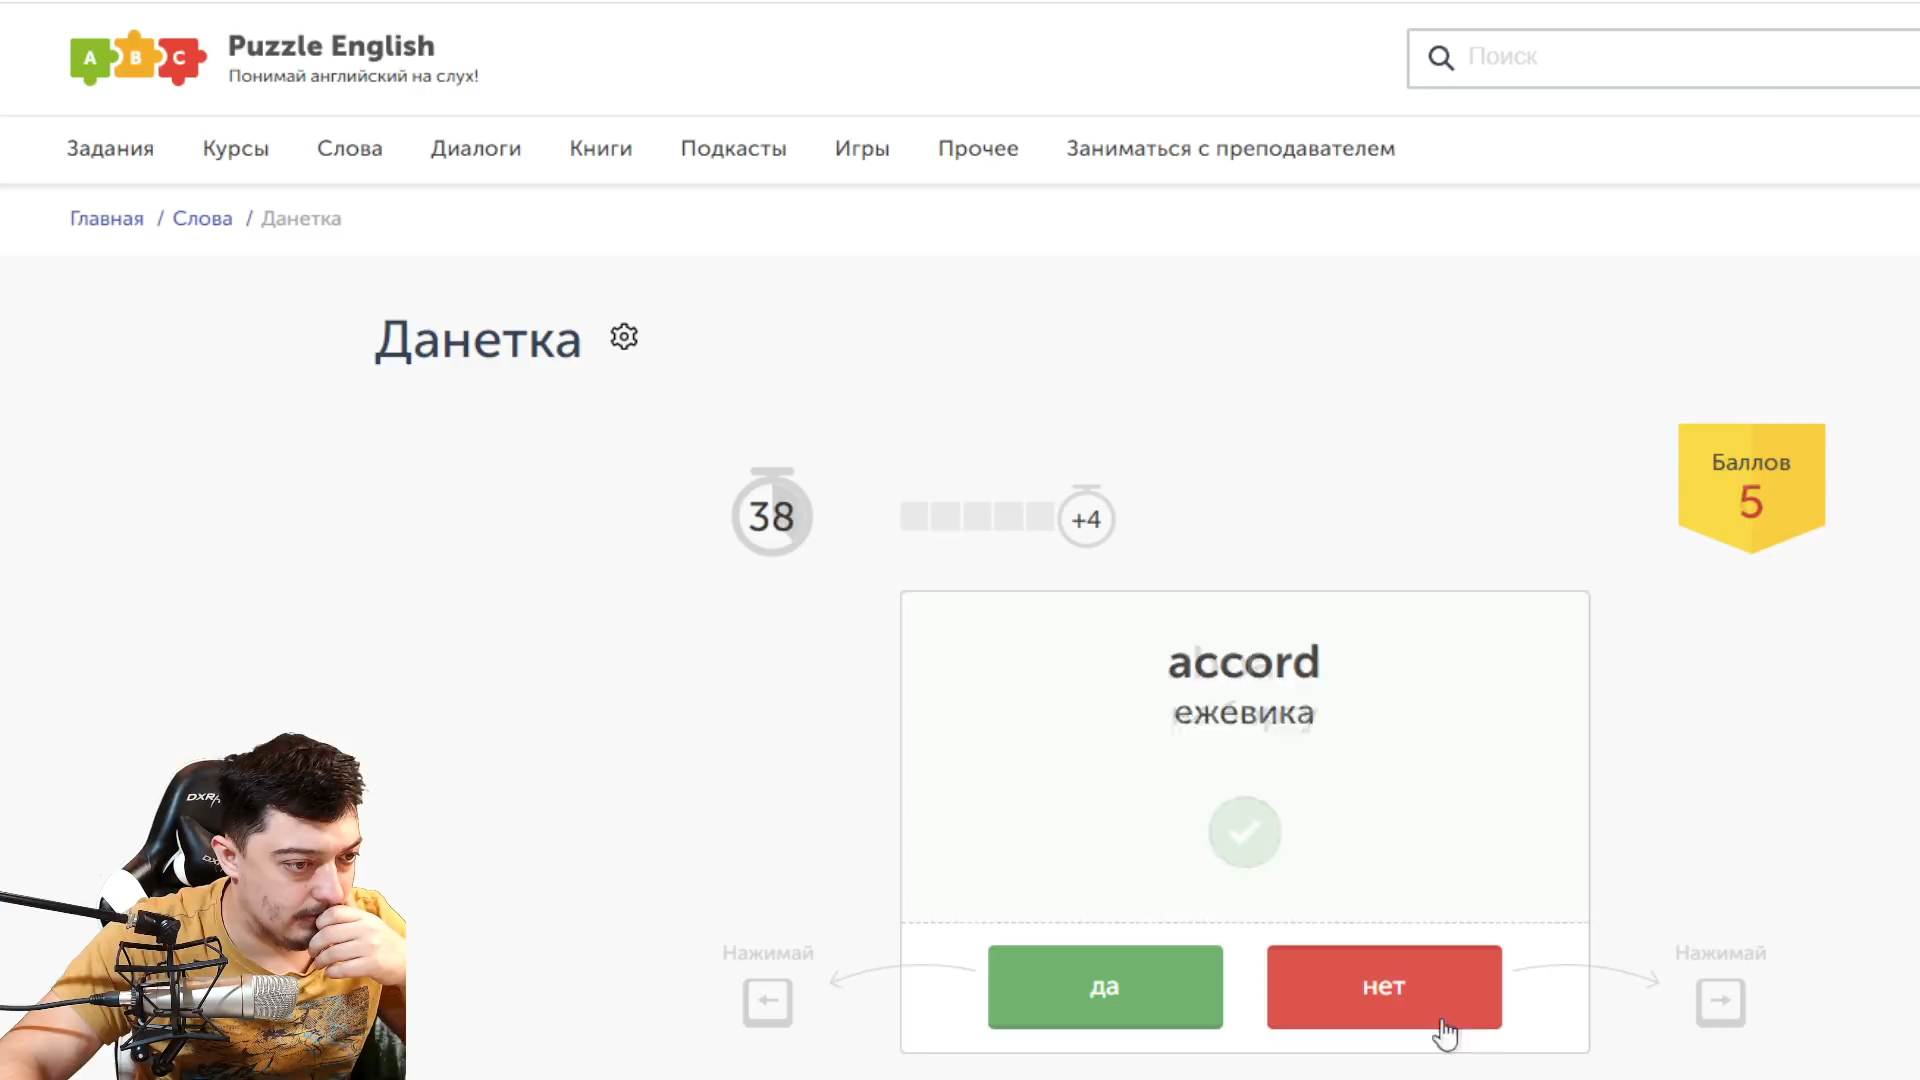 A B C
Puzzle English
Понимай английский на слух!
Поиск
Задания Курсы Слова Диалоги Книги Подкасты Игры Прочее Заниматься с преподавателем
Главная / Слова / Данетка
Данетка
38
+4
Баллов
5
accord
ежевика
Нажимай
да
нет
Нажимай